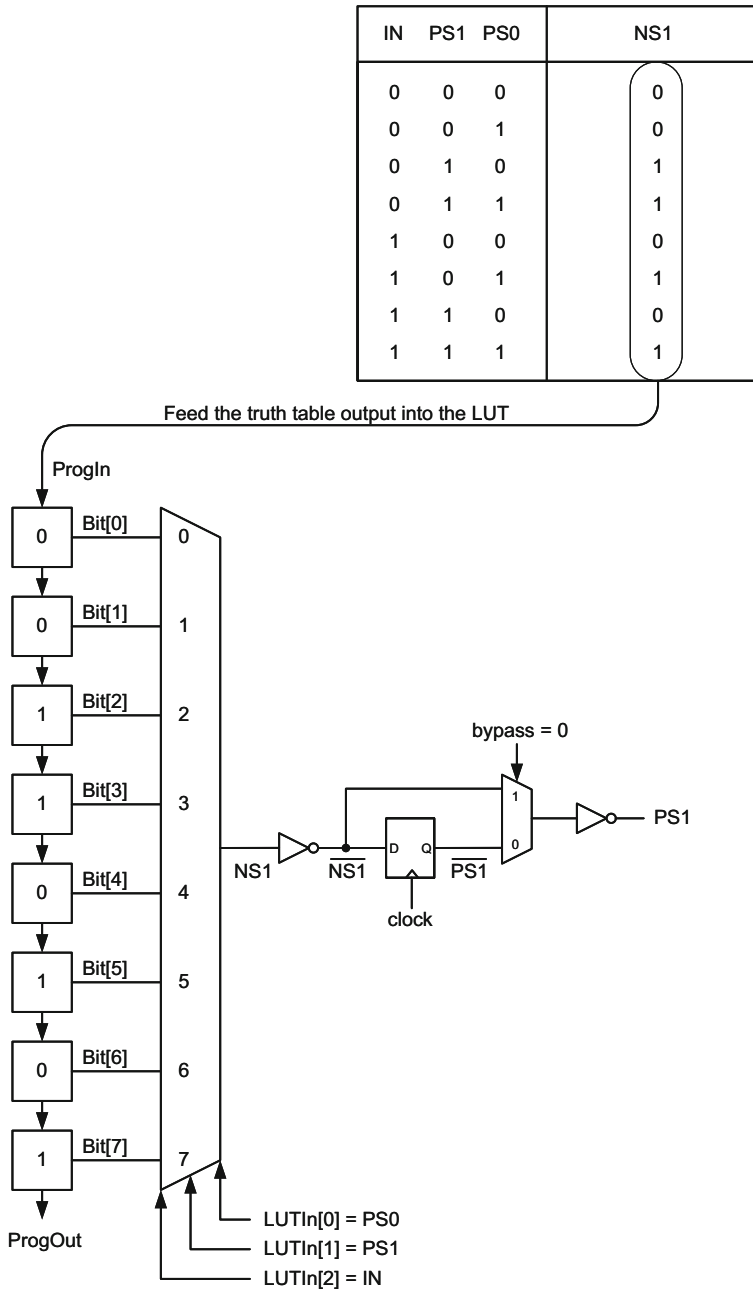 IN PS1 PS0 NS1
0 0 0 0
0 0 1 0
0 1 0 1
0 1 1 1
1 0 0 0
1 0 1 1
1 1 0 0
1 1 1 1
Feed the truth table output into the LUT
ProgIn
0 Bit[0] 0
0 Bit[1] 1
1 Bit[2] 2
bypass = 0
1 Bit[3] 3
1
PS1
D Q
0
NS1
NS1
PS1
0 Bit[4] 4
clock
1 Bit[5] 5
0 Bit[6] 6
1 Bit[7] 7
LUTIn[0] = PS0
ProgOut
LUTIn[1] = PS1
LUTIn[2] = IN